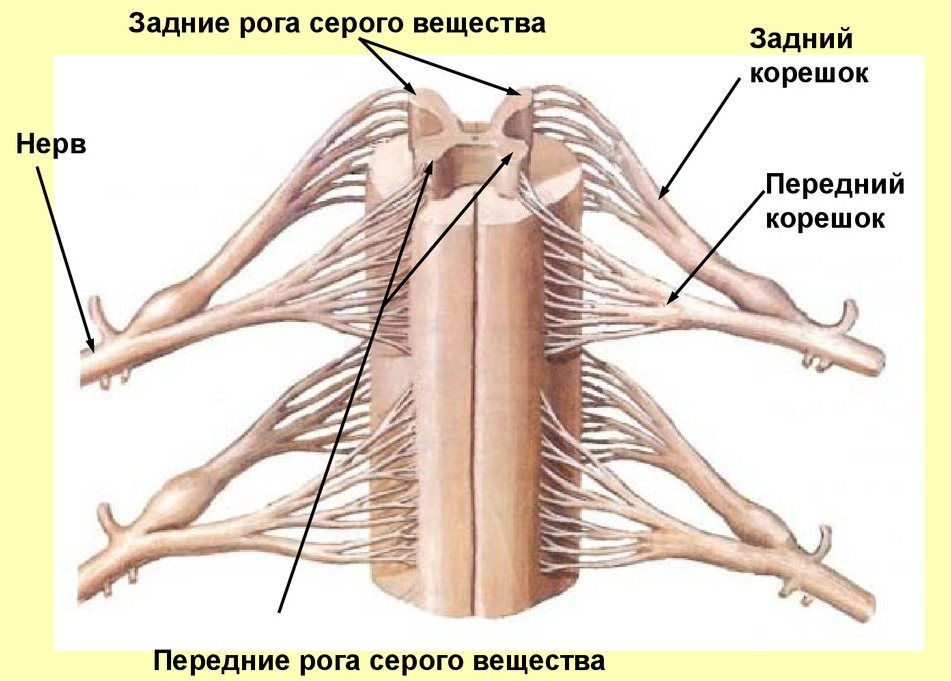 Задние рога серого вещества
Задний
корешок
Нерв
Передний
корешок
Передние рога серого вещества